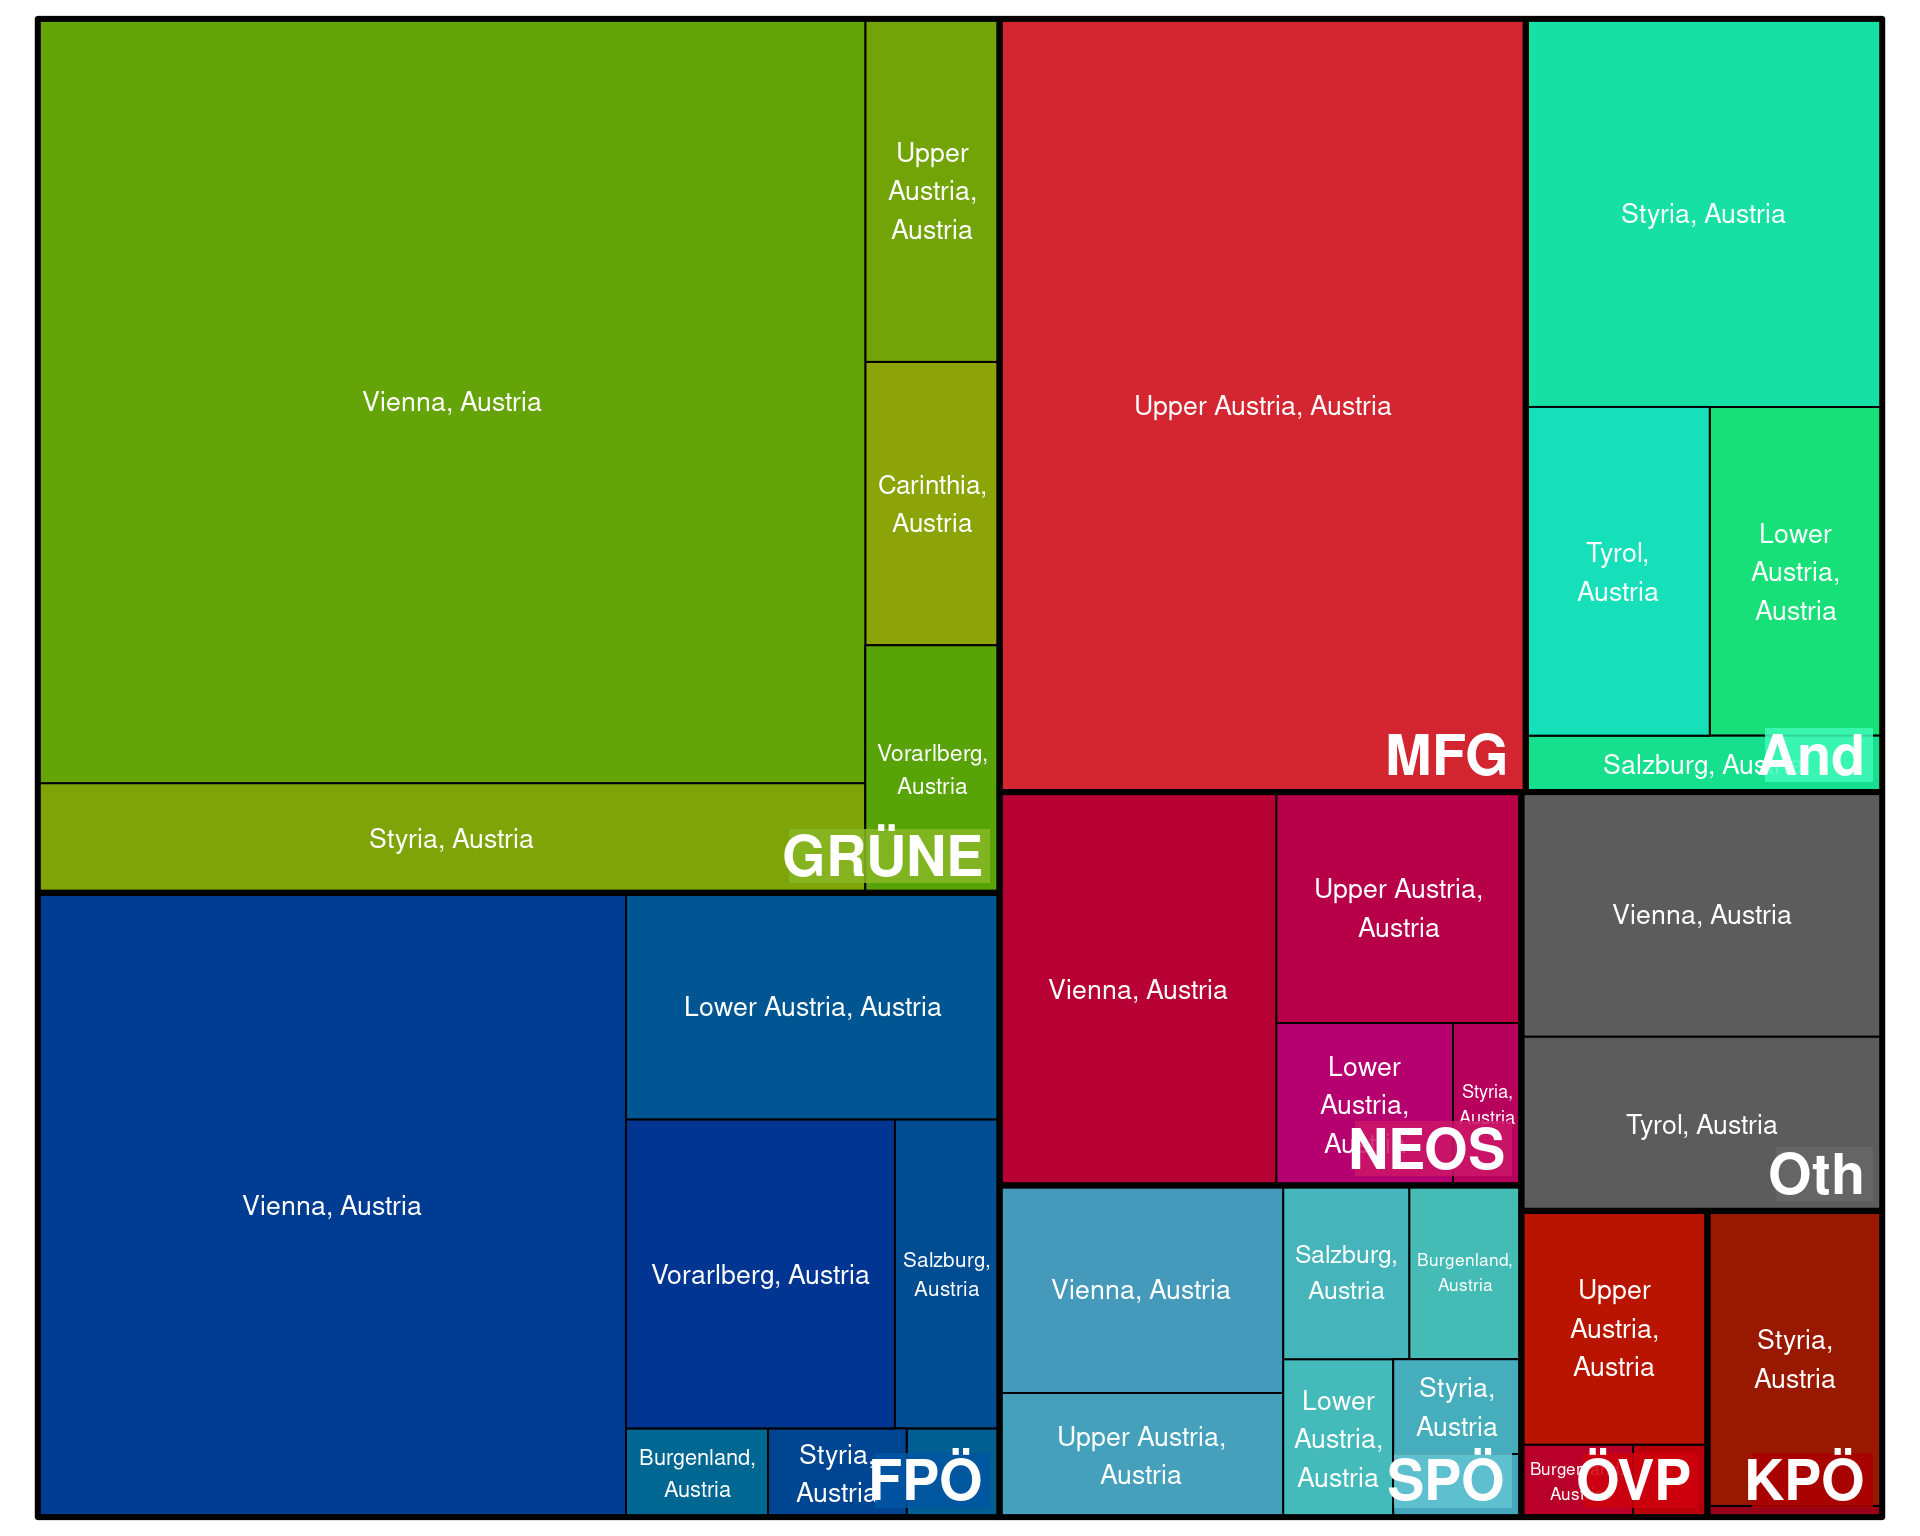 Vienna, Austria
Upper
Austria,
Austria
Carinthia,
Austria
Vorarlberg,
Austria
Styria, Austria
GRÜNE
Upper Austria, Austria
MFG
Styria, Austria
Tyrol,
Austria
Lower
Austria,
Austria
Salzburg, Austria
And
Vienna, Austria
Lower Austria, Austria
Vorarlberg, Austria
Salzburg,
Austria
Burgenland,
Austria
Styria,
Austria
FPÖ
Vienna, Austria
Upper Austria,
Austria
Lower
Austria,
Austria
Styria,
Austria
NEOS
Vienna, Austria
Tyrol, Austria
Oth
Vienna, Austria
Upper Austria,
Austria
Salzburg,
Austria
Burgenland,
Austria
Lower
Austria,
Austria
Styria,
Austria
SPÖ
Upper
Austria,
Austria
Burgenland,
Austria
ÖVP
Styria,
Austria
KPÖ